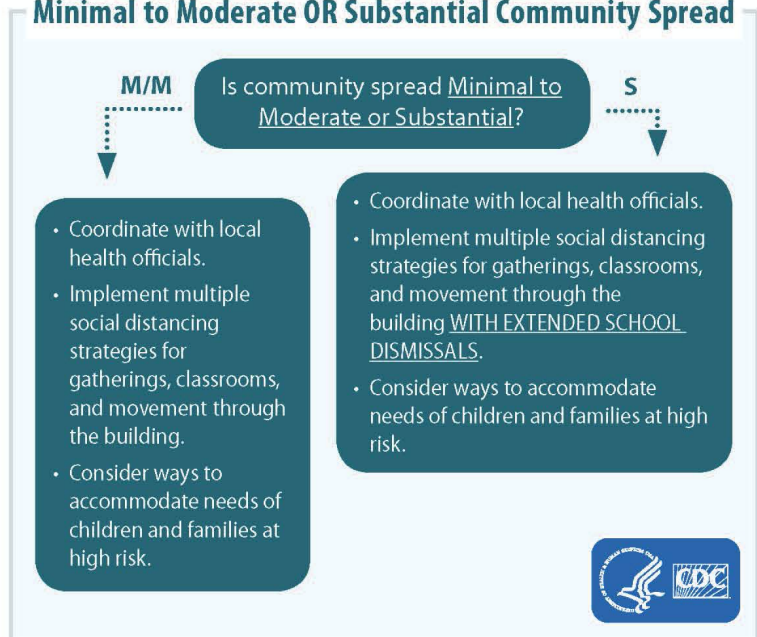 Minimal to Moderate OR Substantial Community Spread
M/M
Is community spread Minimal to
Moderate or Substantial?
S
• Coordinate with local
health officials.
• Implement multiple
social distancing
strategies for
gatherings, classrooms,
and movement through
the building.
• Consider ways to
accommodate needs of
children and families at
high risk.
• Coordinate with local health officials.
• Implement multiple social distancing
strategies for gatherings, classrooms,
and movement through the
building WITH EXTENDED SCHOOL
DISMISSALS.
• Consider ways to accommodate
needs of children and families at high
risk.
CDC